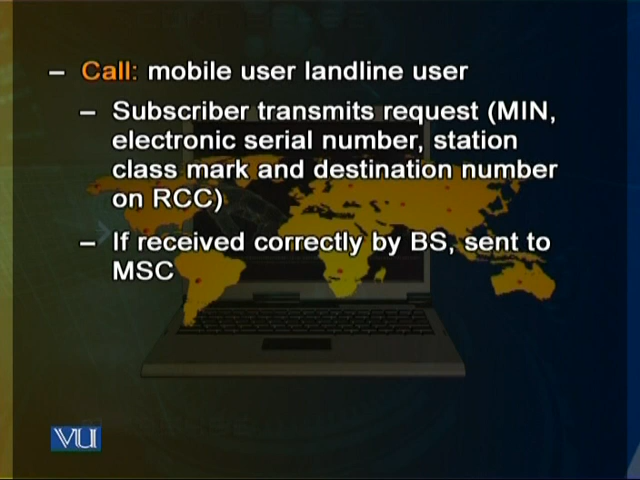 – Call: mobile user landline user
– Subscriber transmits request (MIN,
electronic serial number, station
class mark and destination number
on RCC)
– If received correctly by BS, sent to
MSC
VU